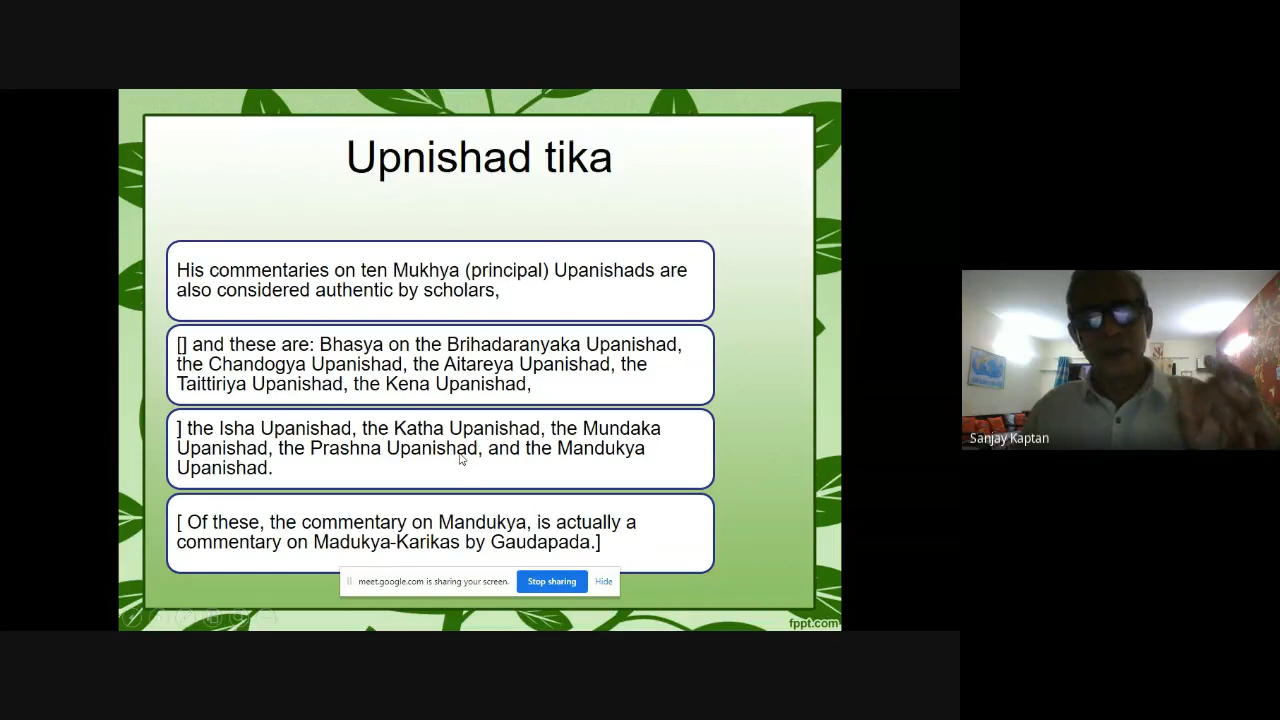 Upnishad tika
His commentaries on ten Mukhya (principal) Upanishads are
also considered authentic by scholars,
[] and these are: Bhasya on the Brihadaranyaka Upanishad,
the Chandogya Upanishad, the Aitareya Upanishad, the
Taittiriya Upanishad, the Kena Upanishad,
] the Isha Upanishad, the Katha Upanishad, the Mundaka
Upanishad, the Prashna Upanishad, and the Mandukya
Upanishad.
[ Of these, the commentary on Mandukya, is actually a
commentary on Madukya-Karikas by Gaudapada.]
meet.google.com is sharing your screen.
Stop sharing
Hide
fppt.com
Sanjay Kaptan